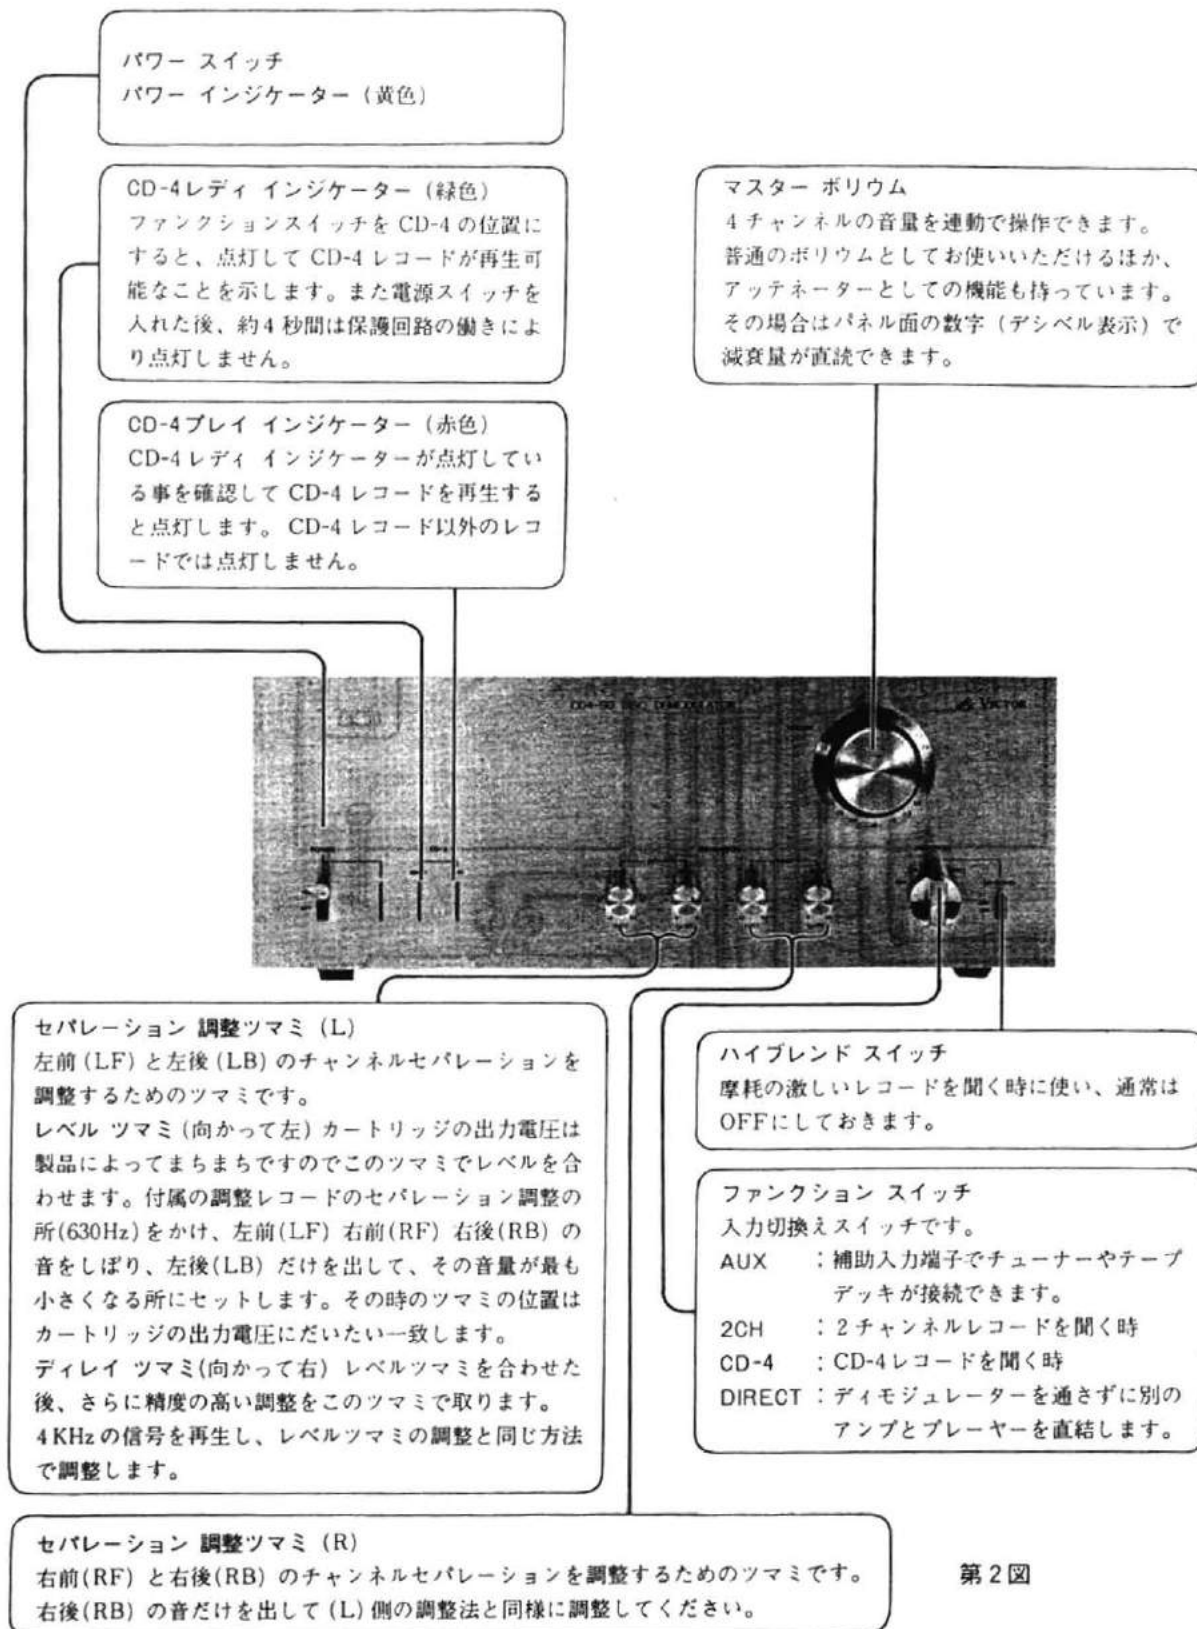 パワー スイッチ
パワー インジケーター (黄色)
CD-4レディ インジケーター (緑色)
ファンクションスイッチを CD-4 の位置に
すると、点灯して CD-4 レコードが再生可
能なことを示します。また電源スイッチを
入れた後、約4秒間は保護回路の働きによ
り点灯しません。
CD-4プレイ インジケーター (赤色)
CD-4レディ インジケーターが点灯してい
る事を確認して CD-4 レコードを再生する
と点灯します。CD-4 レコード以外のレコ
ードでは点灯しません。
マスター ボリウム
4チャンネルの音量を連動で操作できます。
普通のボリウムとしてお使いいただけるほか、
アッテネーターとしての機能も持っています。
その場合はパネル面の数字 (デシベル表示) で
減衰量が直読できます。
VICTOR
セパレーション 調整ツマミ (L)
左前 (LF) と左後 (LB) のチャンネルセパレーションを
調整するためのツマミです。
レベル ツマミ (向かって左) カートリッジの出力電圧は
製品によってまちまちですのでこのツマミでレベルを合
わせます。付属の調整レコードのセパレーション調整の
所(630Hz)をかけ、左前(LF) 右前(RF) 右後(RB) の
音をしぼり、左後(LB) だけを出して、その音量が最も
小さくなる所にセットします。その時のツマミの位置は
カートリッジの出力電圧にだいたい一致します。
ディレイ ツマミ(向かって右) レベルツマミを合わせた
後、さらに精度の高い調整をこのツマミで取ります。
4KHzの信号を再生し、レベルツマミの調整と同じ方法
で調整します。
ハイブレンド スイッチ
摩耗の激しいレコードを聞く時に使い、通常は
OFFにしておきます。
ファンクション スイッチ
入力切換えスイッチです。
AUX :補助入力端子でチューナーやテープ
デッキが接続できます。
2CH :2チャンネルレコードを聞く時
CD-4 :CD-4レコードを聞く時
DIRECT:ディモジュレーターを通さずに別の
アンプとプレーヤーを直結します。
セパレーション 調整ツマミ (R)
右前(RF) と右後(RB) のチャンネルセパレーションを調整するためのツマミです。
右後(RB) の音だけを出して (L) 側の調整法と同様に調整してください。
第2図